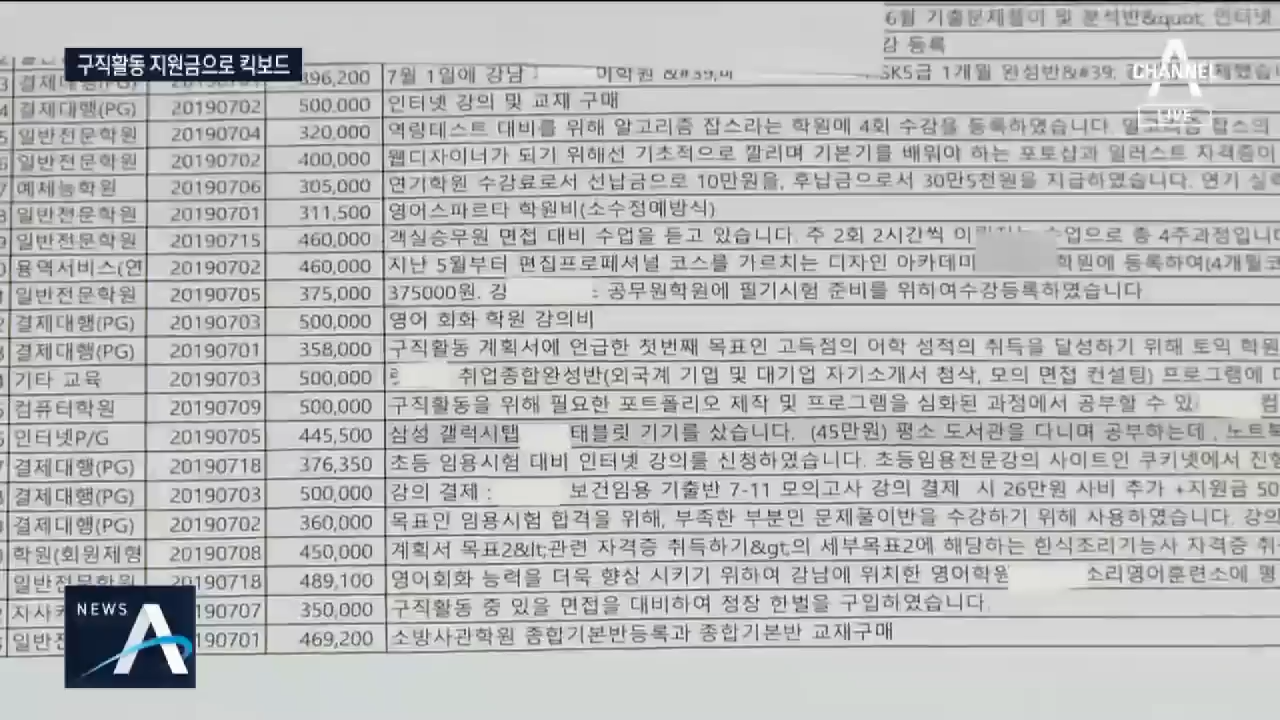 6월 기출문제풀이 및 분석반&quot; 인터넷
강 등록
구직활동 지원금으로 킥보드
CHANNEL A
LIVE
3 결제대행(PG) 396,200 7월 1일에 강남 : 어학원 &#39; SK5급 1개월 완성반&#39;
4 결제대행(PG) 20190702 500,000 인터넷 강의 및 교재 구매
5 일반전문학원 20190704 320,000 역량테스트 대비를 위해 알고리즘 잡스라는 학원에 4회 수강을 등록하였습니다. 알고리즘 잡스의
6 일반전문학원 20190702 400,000 웹디자이너가 되기 위해선 기초적으로 깔리며 기본기를 배워야 하는 포토샵과 일러스트 자격증이
7 예체능학원 20190706 305,000 연기학원 수강료로서 선납금으로 10만원을, 후납금으로서 30만5천원을 지급하였습니다. 연기 실
8 일반전문학원 20190701 311,500 영어스파르타 학원비(소수정예방식)
9 일반전문학원 20190715 460,000 객실승무원 면접 대비 수업을 듣고 있습니다. 주 2회 2시간씩 수업으로 총 4주과정입니
0 용역서비스(연 20190702 460,000 지난 5월부터 편집프로페셔널 코스를 가르치는 디자인 아카데미 학원에 등록하여(4개월코
1 일반전문학원 20190705 375,000 375000원. 강 : 공무원학원에 필기시험 준비를 위하여수강등록하였습니다
2 결제대행(PG) 20190703 500,000 영어 회화 학원 강의비
3 결제대행(PG) 20190701 358,000 구직활동 계획서에 언급한 첫번째 목표인 고득점의 어학 성적의 취득을 달성하기 위해 토익 학원
4 기타 교육 20190703 500,000 취업종합완성반(외국계 기업 및 대기업 자기소개서 첨삭, 모의 면접 컨설팅) 프로그램에
5 컴퓨터학원 20190709 500,000 구직활동을 위해 필요한 포트폴리오 제작 및 프로그램을 심화된 과정에서 공부할 수 있 컴
5 인터넷P/G 20190705 445,500 삼성 갤럭시탭 태블릿 기기를 샀습니다. (45만원) 평소 도서관을 다니며 공부하는데 , 노트북
7 결제대행(PG) 20190718 376,350 초등 임용시험 대비 인터넷 강의를 신청하였습니다. 초등임용전문강의 사이트인 쿠키넷에서 진행
결제대행(PG) 20190703 500,000 강의 결제 : 보건임용 기출반 7-11 모의고사 강의 결제 시 26만원 사비 추가 +지원금 50
결제대행(PG) 20190702 360,000 목표인 임용시험 합격을 위해, 부족한 부분인 문제풀이반을 수강하기 위해 사용하였습니다. 강의
학원(회원제형 20190708 450,000 계획서 목표2&lt;관련 자격증 취득하기&gt;의 세부목표2에 해당하는 한식조리기능사 자격증 취
일반전문학원 20190718 489,100 영어회화 능력을 더욱 향상 시키기 위하여 강남에 위치한 영어학원 소리영어훈련소에 평
20190707 350,000 구직활동 중 있을 면접을 대비하여 정장 한벌을 구입하였습니다.
일반전 20190701 469,200 소방사관학원 종합기본반등록과 종합기본반 교재구매
NEWS A